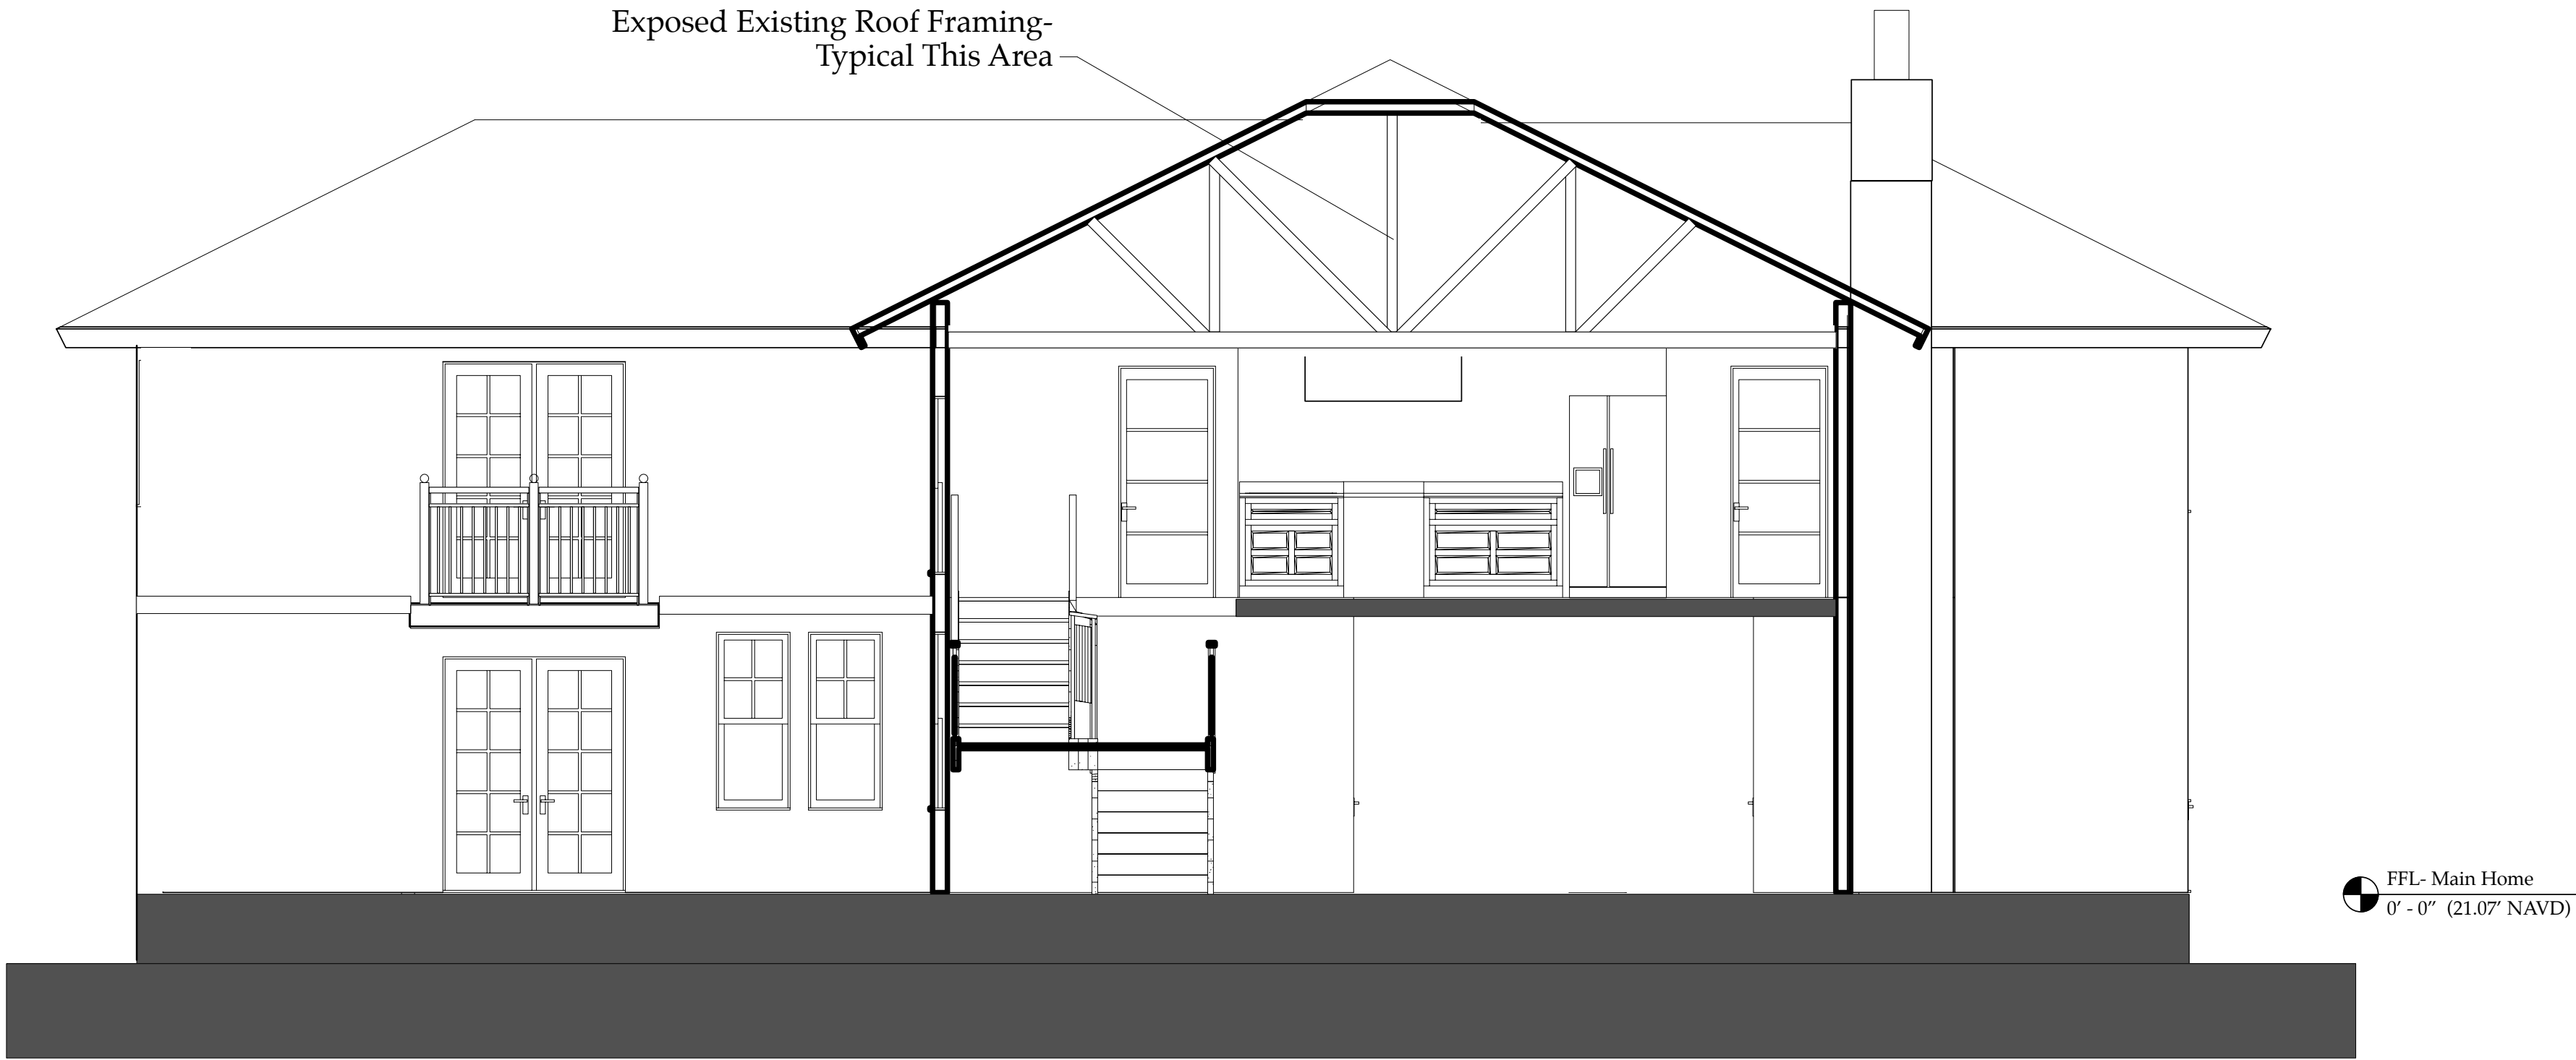 Exposed Existing Roof Framing-
Typical This Area
FFL- Main Home
0' - 0" (21.07' NAVD)